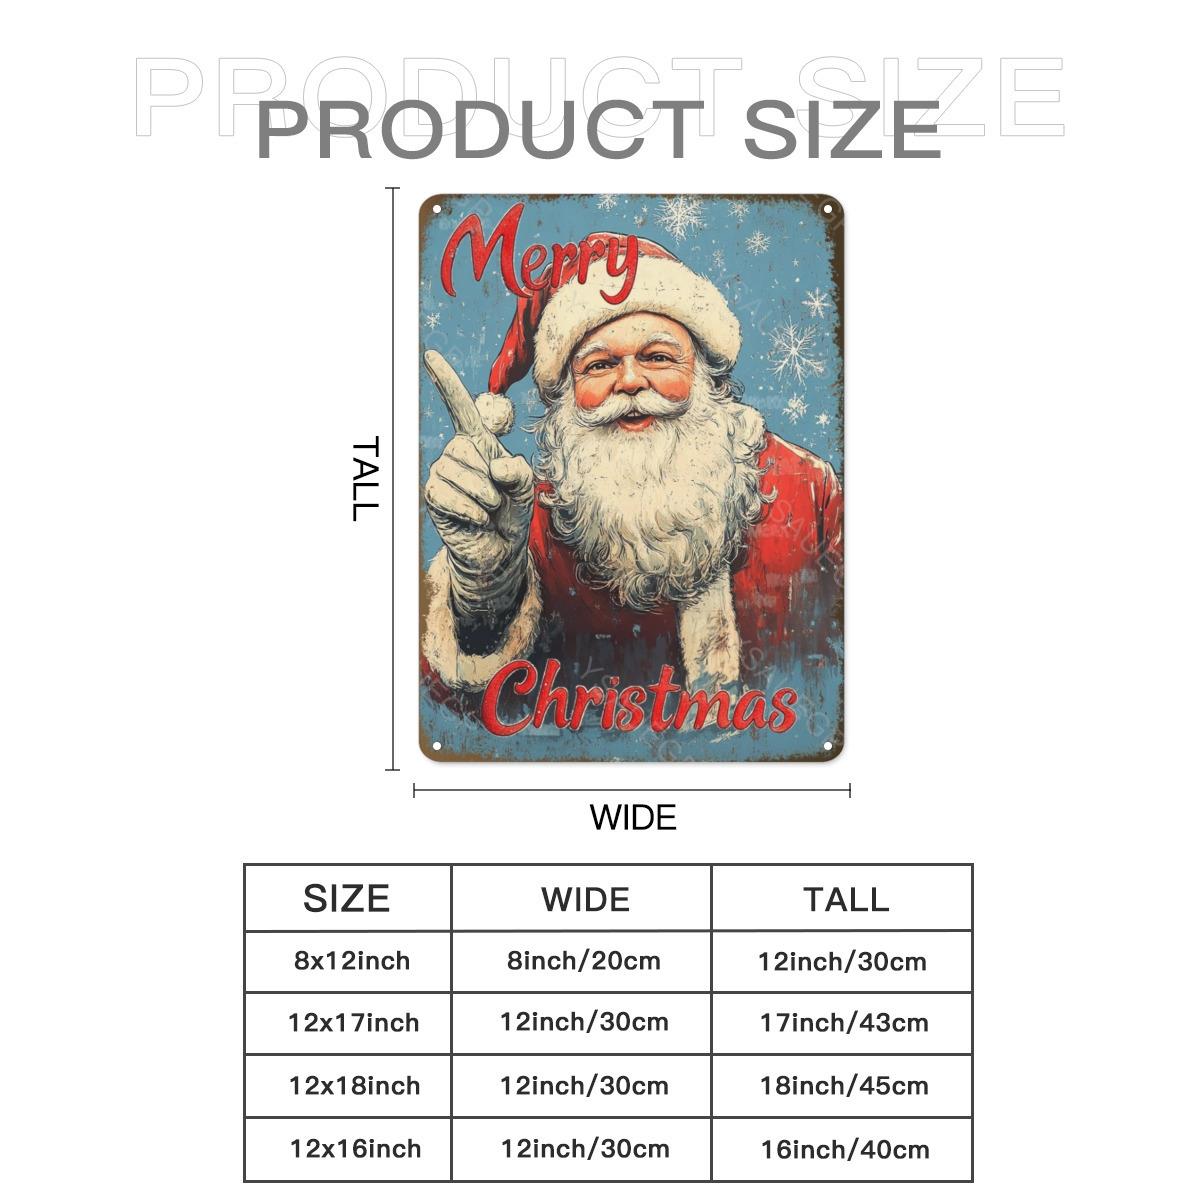 PRODUCT SIZE
PRODUCT SIZE
Merry
TALL
Christmas
WIDE
SIZE WIDE TALL
8x12inch 8inch/20cm 12inch/30cm
12x17inch 12inch/30cm 17inch/43cm
12x18inch 12inch/30cm 18inch/45cm
12x16inch 12inch/30cm 16inch/40cm